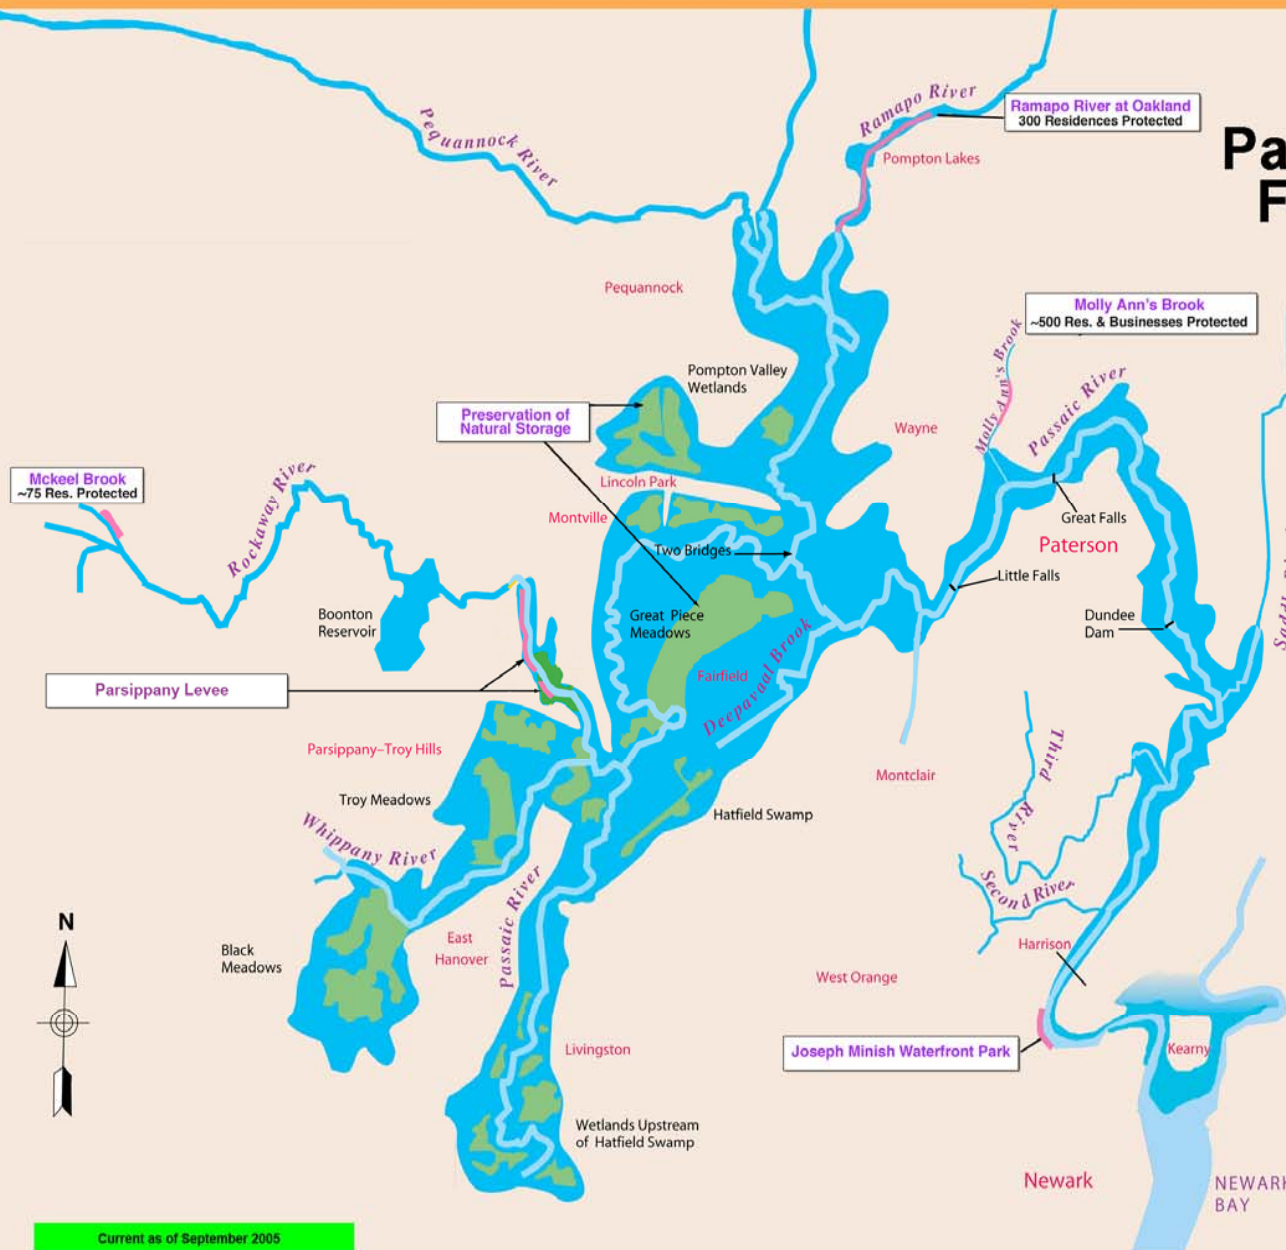 Pequannock River
Ramapo River
Ramapo River at Oakland
300 Residences Protected
Pompton Lakes
Pa
F
Pequannock
Molly Ann's Brook
~500 Res. & Businesses Protected
Molly Ann's Brook
Passaic River
Pompton Valley
Wetlands
Preservation of
Natural Storage
Wayne
Mckeel Brook
~75 Res. Protected
Rockaway River
Lincoln Park
Montville
Two Bridges
Great Falls
Paterson
Little Falls
Boonton
Reservoir
Great Piece
Meadows
Dundee
Dam
Fairfield
Deepavaal Brook
Parsippany Levee
Parsippany–Troy Hills
Troy Meadows
Montclair
Third
River
Hatfield Swamp
Whippany River
Passaic River
Second River
N
Black
Meadows
East
Hanover
Harrison
West Orange
Livingston
Joseph Minish Waterfront Park
Kearny
Wetlands Upstream
of Hatfield Swamp
Newark
NEWARK
BAY
Current as of September 2005